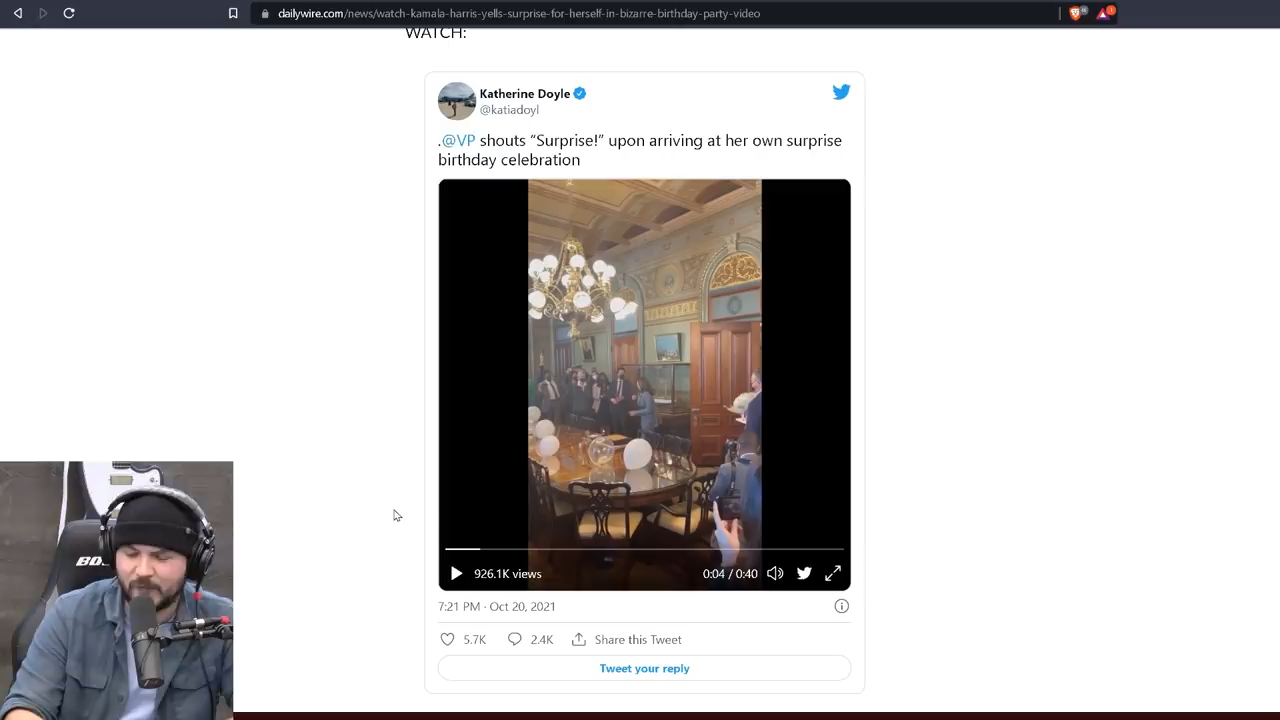 dailywire.com/news/watch-kamala-harris-yells-surprise-for-herself-in-bizarre-birthday-party-video
WATCH:
Katherine Doyle
@katiadoyl
.@VP shouts “Surprise!” upon arriving at her own surprise
birthday celebration
926.1K views
0:04 / 0:40
7:21 PM · Oct 20, 2021
5.7K
2.4K
Share this Tweet
Tweet your reply